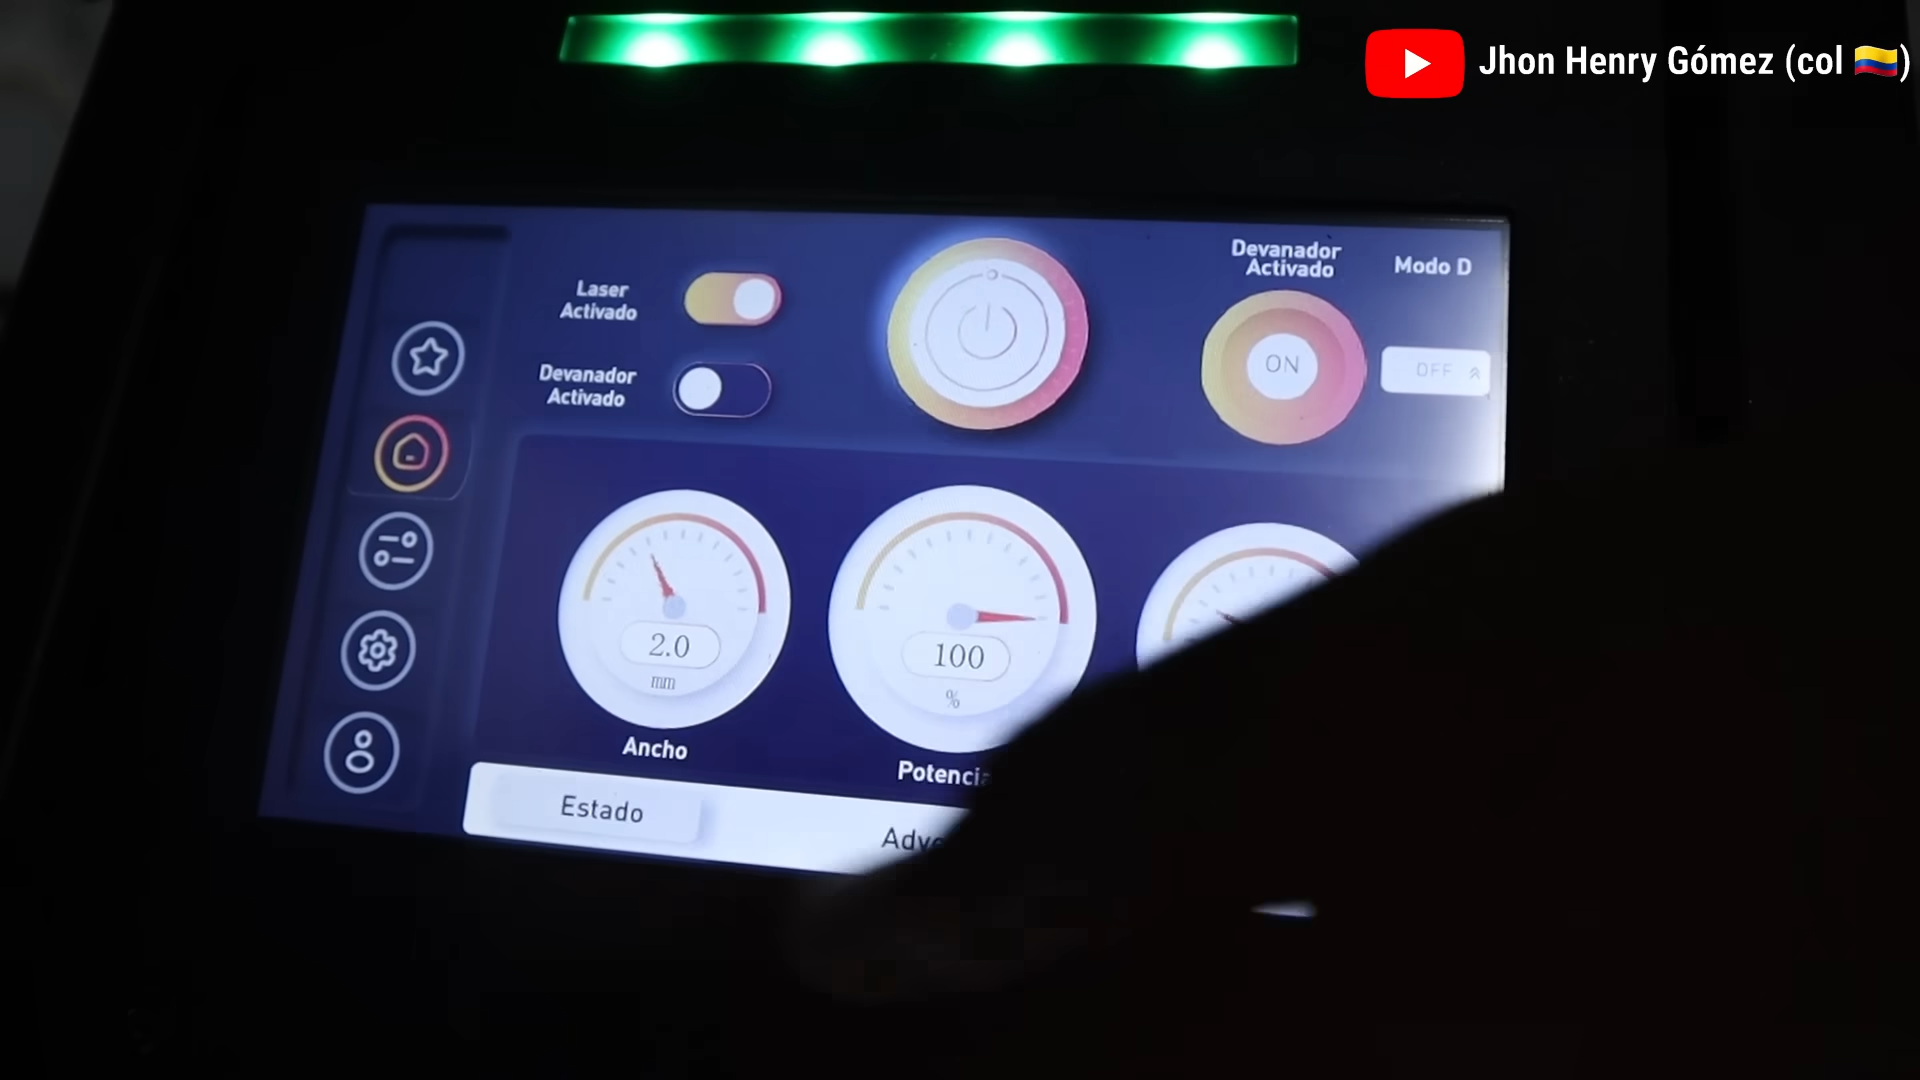 Jhon Henry Gómez (col 🇨🇴)
Laser
Activado
Devanador
Activado
Devanador
Activado
Modo D
ON
OFF
2.0
mm
100
%
Ancho
Estado